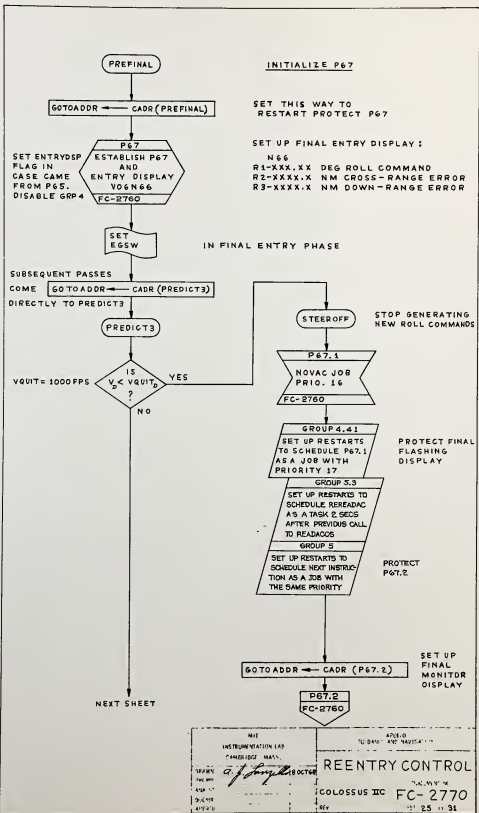 PREFINAL
INITIALIZE P67
GOTOADDR ← CADR (PREFINAL)
SET THIS WAY TO
RESTART PROTECT P67
SET ENTRYDSP
FLAG IN
CASE CAME
FROM P65.
DISABLE GRP4
P67
ESTABLISH P67
AND
ENTRY DISPLAY
V06N66
FC-2760
SET UP FINAL ENTRY DISPLAY:
N66
R1-XXX.XX DEG ROLL COMMAND
R2-XXXX.X NM CROSS-RANGE ERROR
R3-XXXX.X NM DOWN-RANGE ERROR
SET
EGSW
IN FINAL ENTRY PHASE
SUBSEQUENT PASSES
COME
DIRECTLY TO PREDICT3
GOTOADDR ← CADR (PREDICT3)
PREDICT3
VQUIT = 1000 FPS
IS
VD < VQUITD
?
YES
NO
NEXT SHEET
STEEROFF
STOP GENERATING
NEW ROLL COMMANDS
P67.1
NOVAC JOB
PRIO. 16
FC-2760
GROUP 4.41
SET UP RESTARTS
TO SCHEDULE P67.1
AS A JOB WITH
PRIORITY 17
PROTECT FINAL
FLASHING
DISPLAY
GROUP 5.3
SET UP RESTARTS TO
SCHEDULE REREADAC
AS A TASK 2 SECS
AFTER PREVIOUS CALL
TO READACCS
GROUP 5
SET UP RESTARTS TO
SCHEDULE NEXT INSTRUC-
TION AS A JOB WITH
THE SAME PRIORITY
PROTECT
P67.2
GOTOADDR ← CADR (P67.2)
SET UP
FINAL
MONITOR
DISPLAY
P67.2
FC-2760
MIT
INSTRUMENTATION LAB
CAMBRIDGE MASS.
APOLLO
GUIDANCE AND NAVIGATION
DRAWN
REENTRY CONTROL
COLOSSUS IIC
DOCUMENT NO
FC-2770
REV
25 OF 31